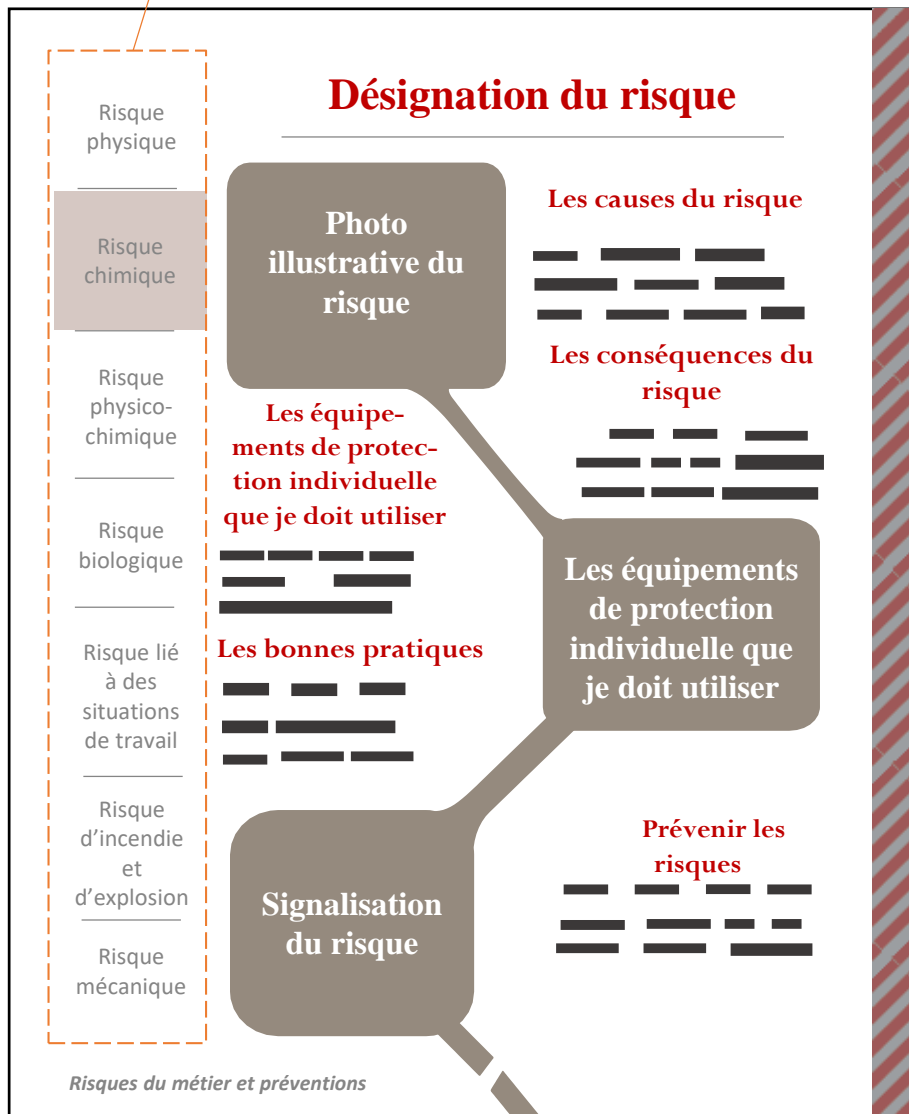 Risque
physique
Risque
chimique
Risque
physico-
chimique
Risque
biologique
Risque lié
à des
situations
de travail
Risque
d’incendie
et
d’explosion
Risque
mécanique
Désignation du risque
Photo
illustrative du
risque
Les causes du risque
Les conséquences du
risque
Les équipe-
ments de protec-
tion individuelle
que je doit utiliser
Les équipements
de protection
individuelle que
je doit utiliser
Les bonnes pratiques
Signalisation
du risque
Prévenir les
risques
Risques du métier et préventions